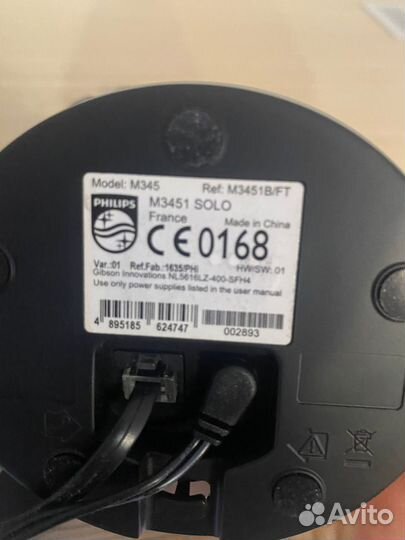 Model: M345 Ref: M3451B/FT
PHILIPS
M3451 SOLO
France
Made in China
CE0168
Var.:01 Ref.Fab.:1635/PHi HW/SW: 01
Gibson Innovations NL5616LZ-400-SFH4
Use only power supplies listed in the user manual
4 895185 624747
002893
Avito